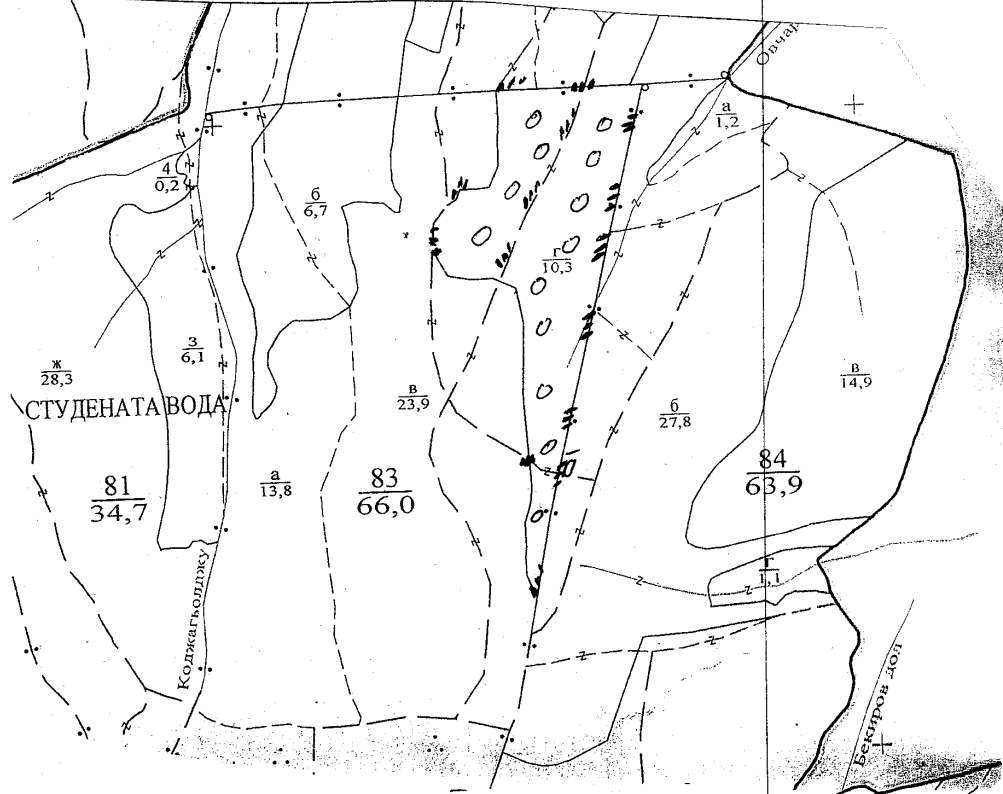 Овчар
а
1,2
4
0,2
б
6,7
г
10,3
з
6,1
ж
28,3
в
14,9
в
23,9
б
27,8
СТУДЕНАТА ВОДА
81
34,7
а
13,8
83
66,0
84
63,9
г
1,1
Коджагьолджу
Бекиров дол